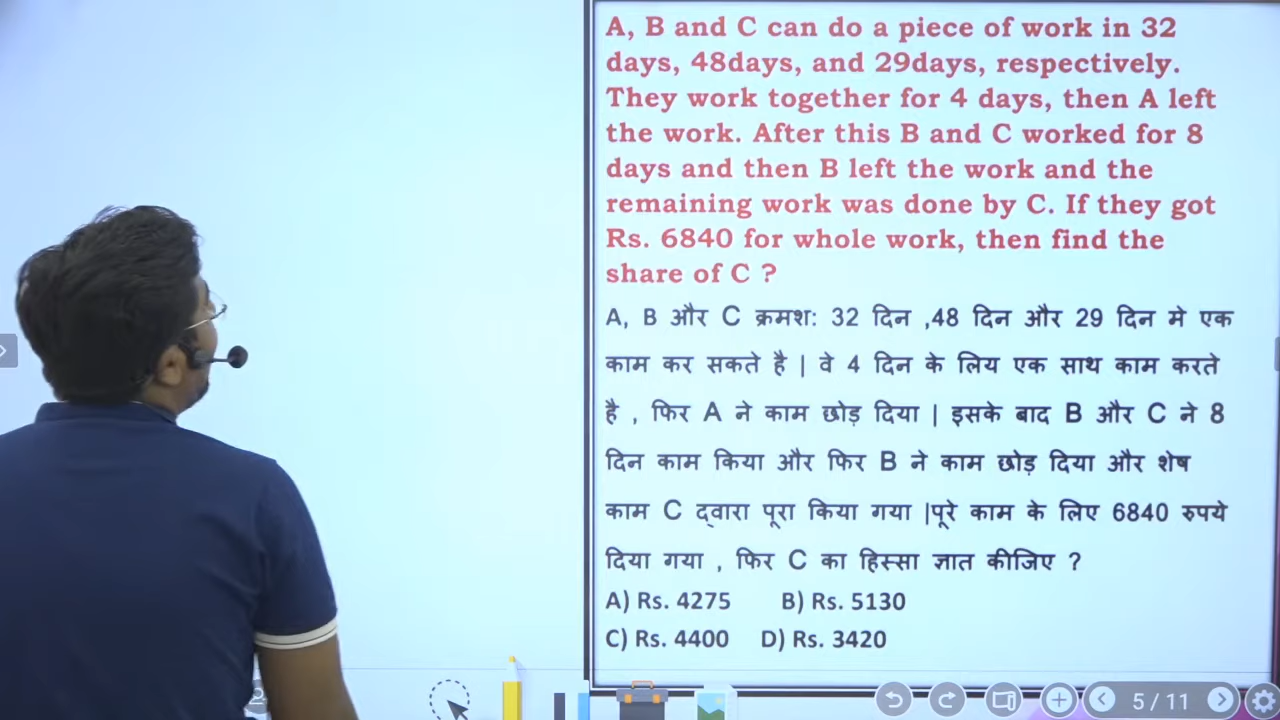 A, B and C can do a piece of work in 32
days, 48days, and 29days, respectively.
They work together for 4 days, then A left
the work. After this B and C worked for 8
days and then B left the work and the
remaining work was done by C. If they got
Rs. 6840 for whole work, then find the
share of C ?
A, B और C क्रमश: 32 दिन ,48 दिन और 29 दिन मे एक
काम कर सकते है | वे 4 दिन के लिय एक साथ काम करते
है , फिर A ने काम छोड़ दिया | इसके बाद B और C ने 8
दिन काम किया और फिर B ने काम छोड़ दिया और शेष
काम C द्वारा पूरा किया गया |पूरे काम के लिए 6840 रुपये
दिया गया , फिर C का हिस्सा ज्ञात कीजिए ?
A) Rs. 4275 B) Rs. 5130
C) Rs. 4400 D) Rs. 3420
5 / 11